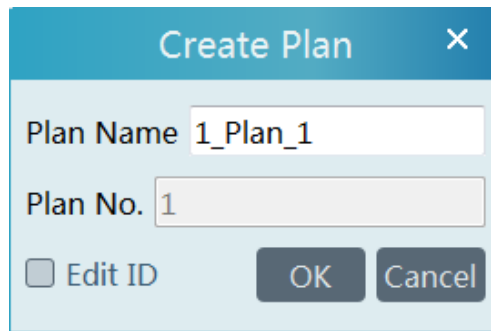 Create Plan
Plan Name 1_Plan_1
Plan No. 1
Edit ID OK Cancel